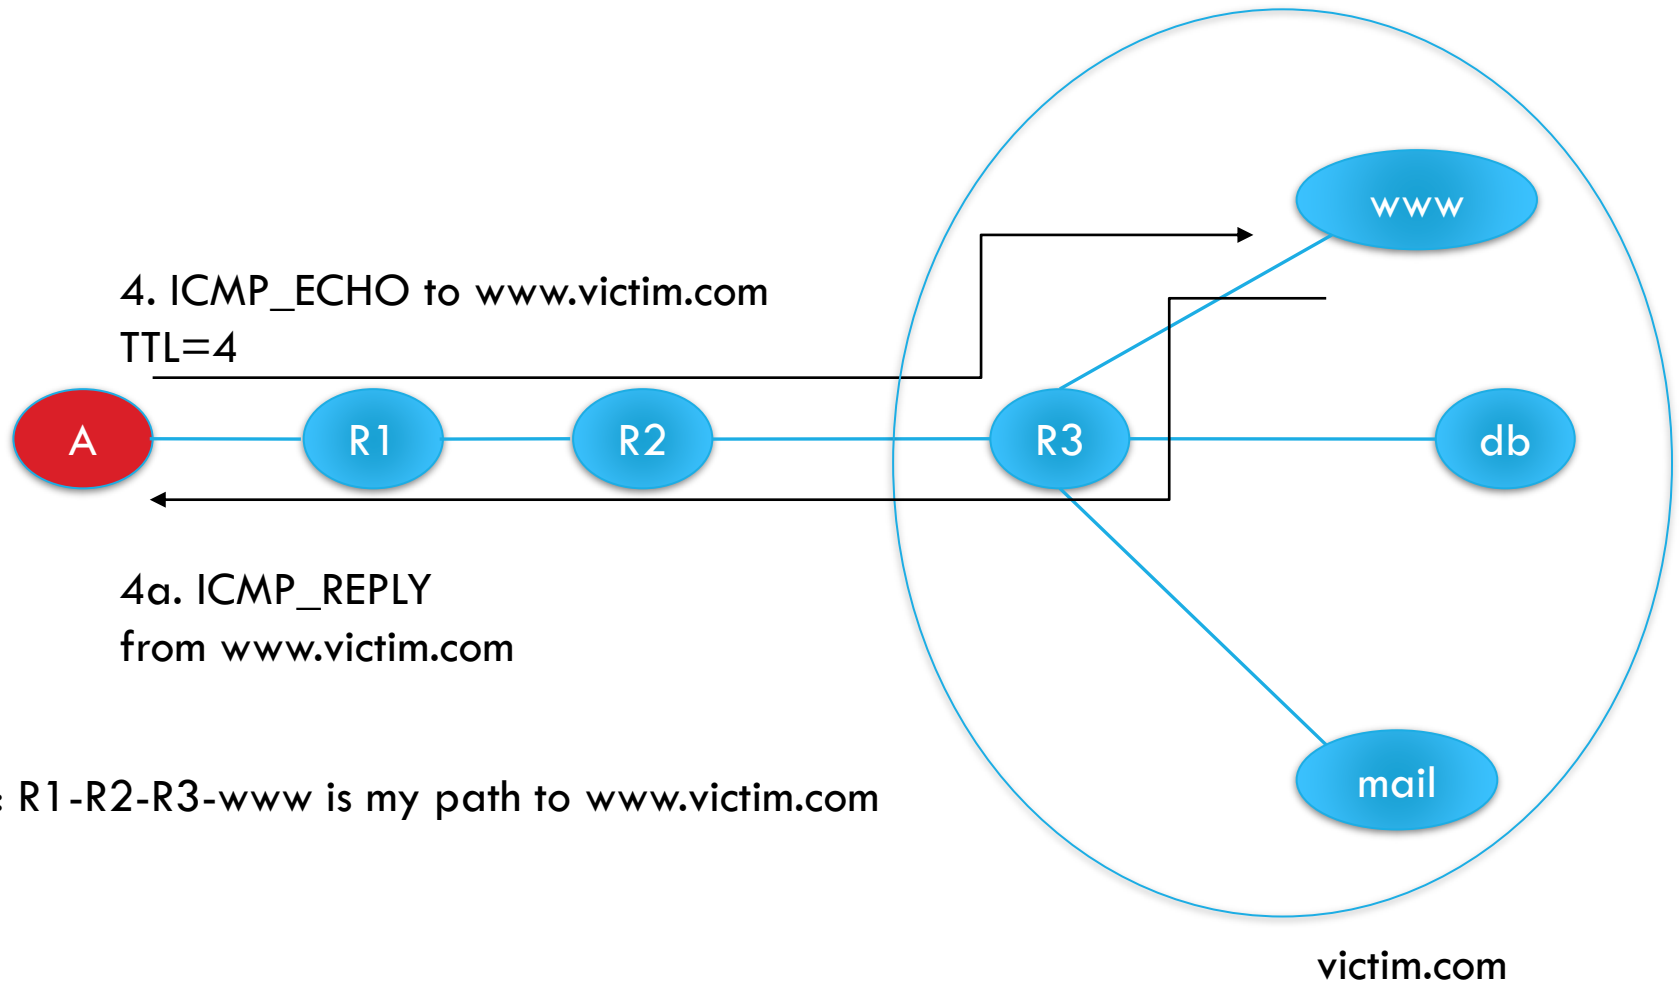 www
4. ICMP_ECHO to www.victim.com
TTL=4
A
R1
R2
R3
db
4a. ICMP_REPLY
from www.victim.com
mail
: R1-R2-R3-www is my path to www.victim.com
victim.com